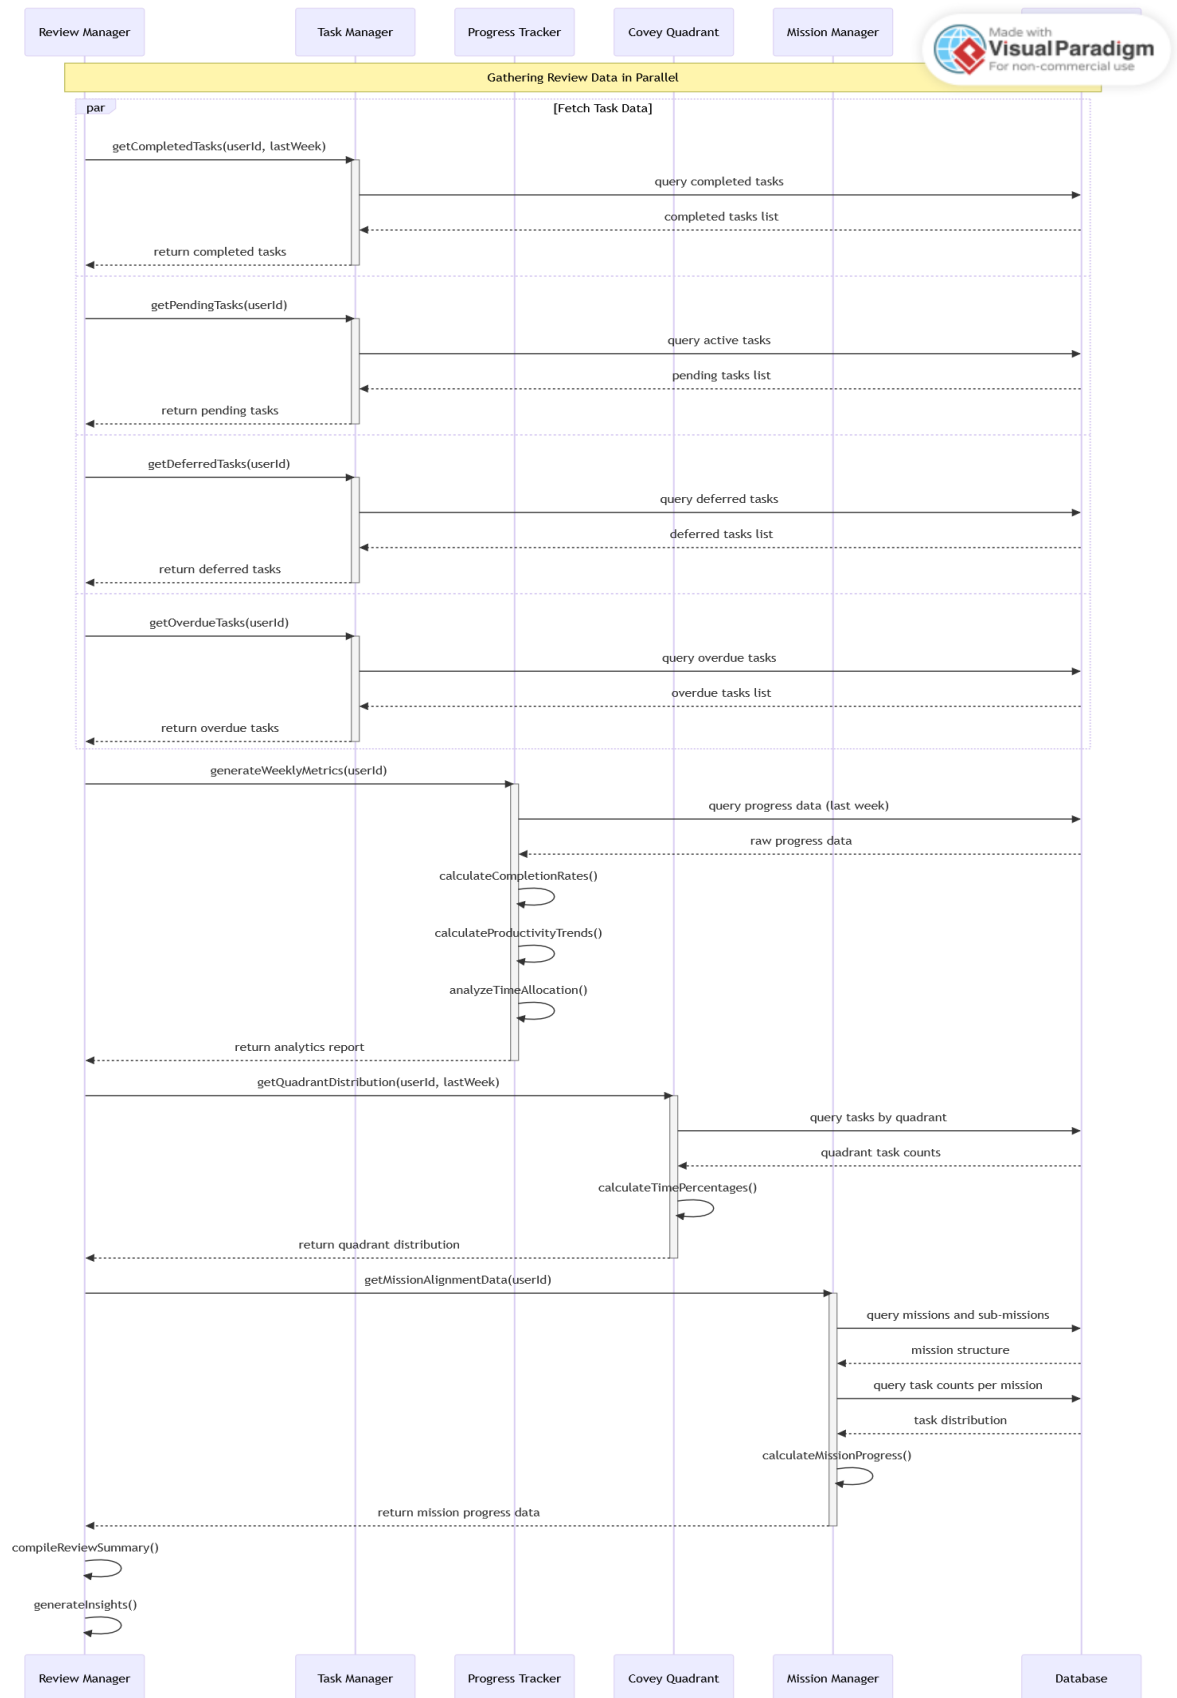 Review Manager
Task Manager
Progress Tracker
Covey Quadrant
Mission Manager
Made with
VisualParadigm
For non-commercial use
Gathering Review Data in Parallel
par
[Fetch Task Data]
getCompletedTasks(userId, lastWeek)
query completed tasks
completed tasks list
return completed tasks
getPendingTasks(userId)
query active tasks
pending tasks list
return pending tasks
getDeferredTasks(userId)
query deferred tasks
deferred tasks list
return deferred tasks
getOverdueTasks(userId)
query overdue tasks
overdue tasks list
return overdue tasks
generateWeeklyMetrics(userId)
query progress data (last week)
raw progress data
calculateCompletionRates()
calculateProductivityTrends()
analyzeTimeAllocation()
return analytics report
getQuadrantDistribution(userId, lastWeek)
query tasks by quadrant
quadrant task counts
calculateTimePercentages()
return quadrant distribution
getMissionAlignmentData(userId)
query missions and sub-missions
mission structure
query task counts per mission
task distribution
calculateMissionProgress()
return mission progress data
compileReviewSummary()
generateInsights()
Review Manager
Task Manager
Progress Tracker
Covey Quadrant
Mission Manager
Database